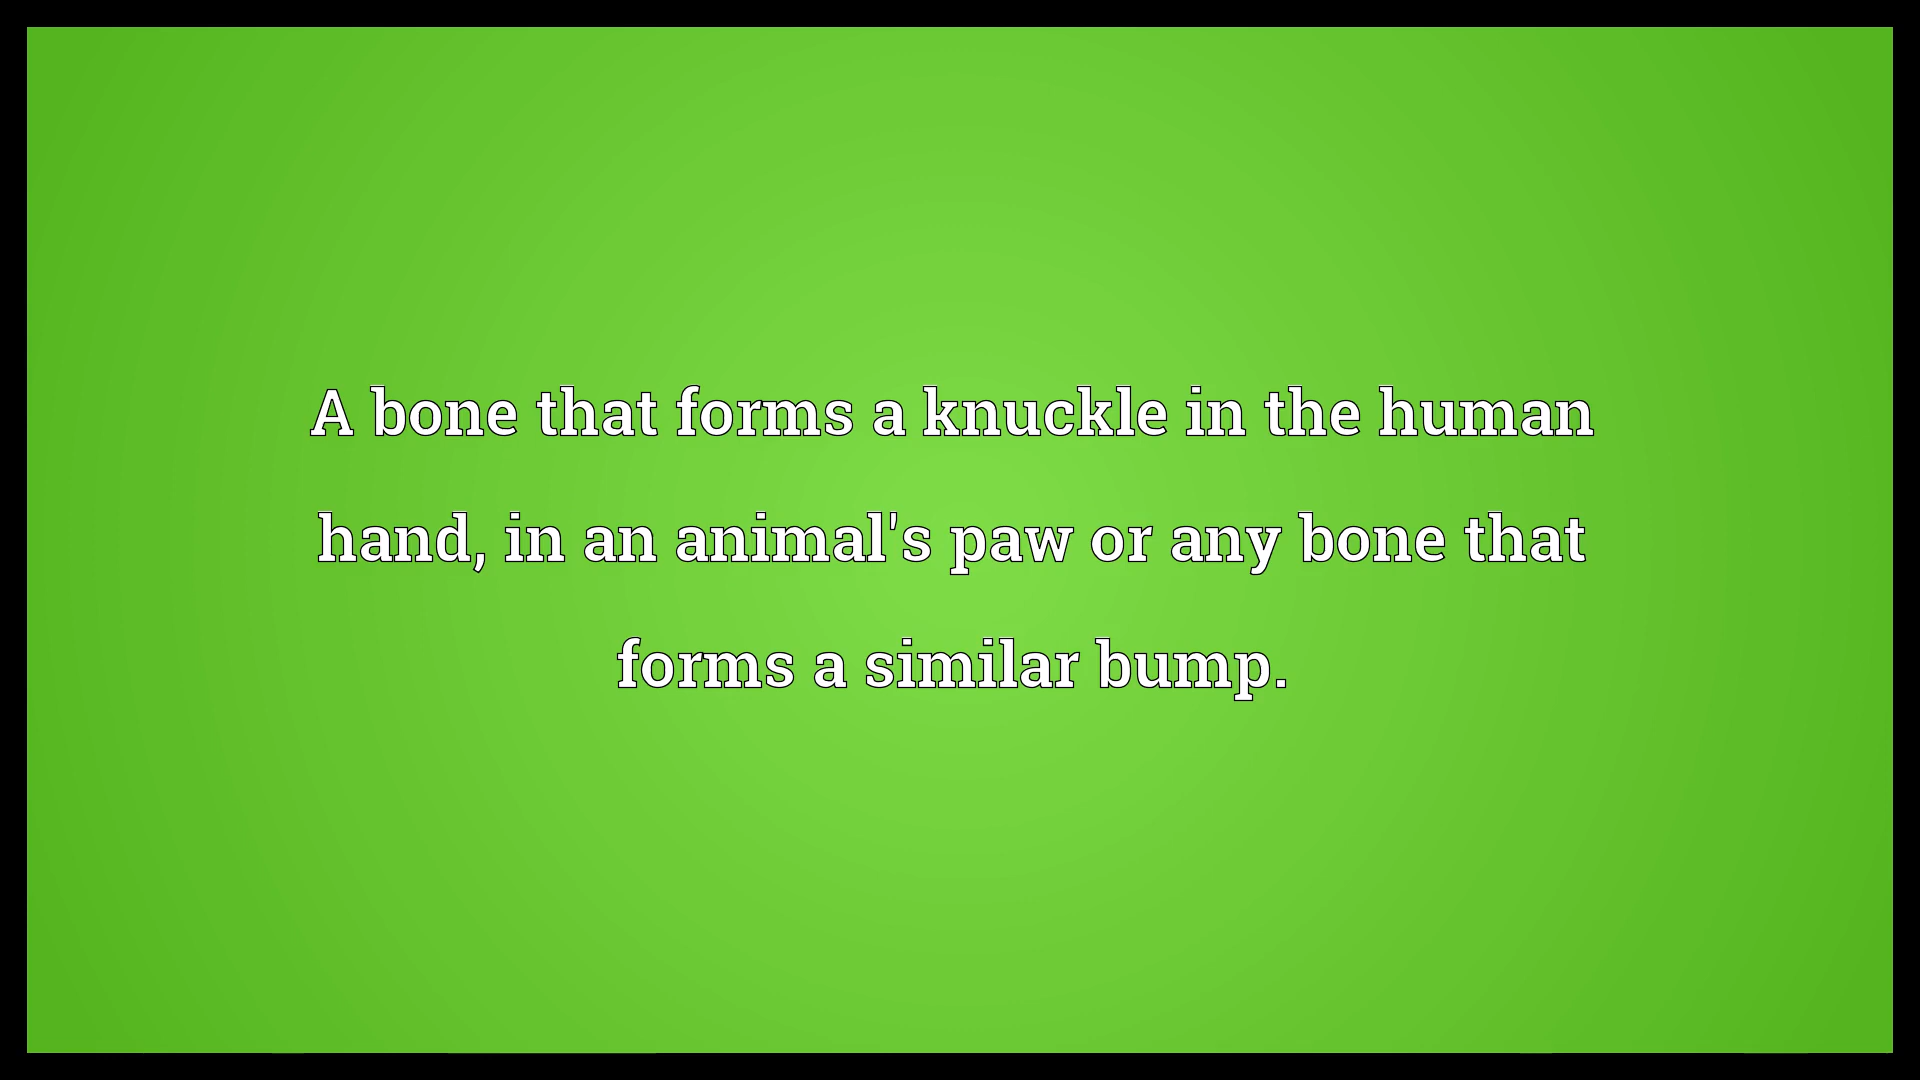 A bone that forms a knuckle in the human
hand, in an animal's paw or any bone that
forms a similar bump.